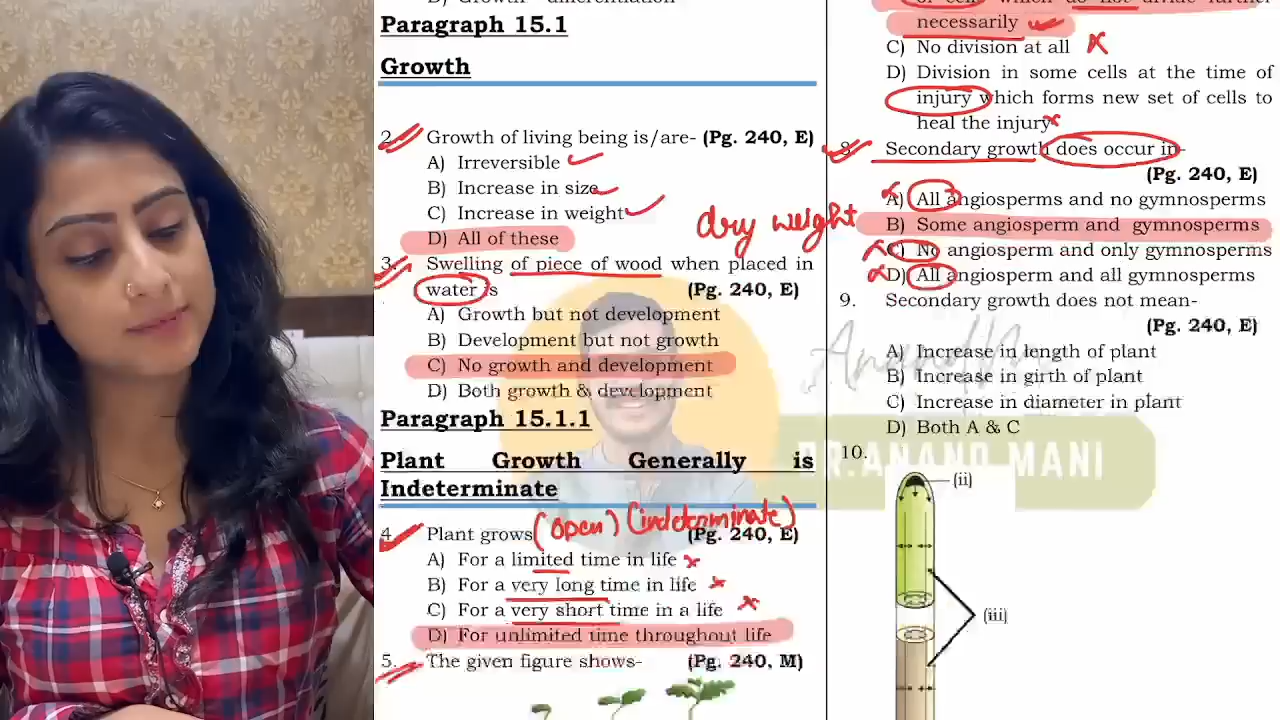 D) Growth - differentiation
Paragraph 15.1
Growth
2. Growth of living being is/are- (Pg. 240, E)
A) Irreversible
B) Increase in size
C) Increase in weight
dry weight
D) All of these
3. Swelling of piece of wood when placed in
water is (Pg. 240, E)
A) Growth but not development
B) Development but not growth
C) No growth and development
D) Both growth & development
Paragraph 15.1.1
Plant Growth Generally is
Indeterminate
(open) (indeterminate)
4. Plant grows (Pg. 240, E)
A) For a limited time in life
B) For a very long time in life
C) For a very short time in a life
D) For unlimited time throughout life
5. The given figure shows- (Pg. 240, M)
of cell which do not divide further
necessarily
C) No division at all
D) Division in some cells at the time of
injury which forms new set of cells to
heal the injury
8. Secondary growth does occur in-
(Pg. 240, E)
A) All angiosperms and no gymnosperms
B) Some angiosperm and gymnosperms
C) No angiosperm and only gymnosperms
D) All angiosperm and all gymnosperms
9. Secondary growth does not mean-
(Pg. 240, E)
A) Increase in length of plant
B) Increase in girth of plant
C) Increase in diameter in plant
D) Both A & C
10.
DR.ANAND MANI
(ii)
(iii)